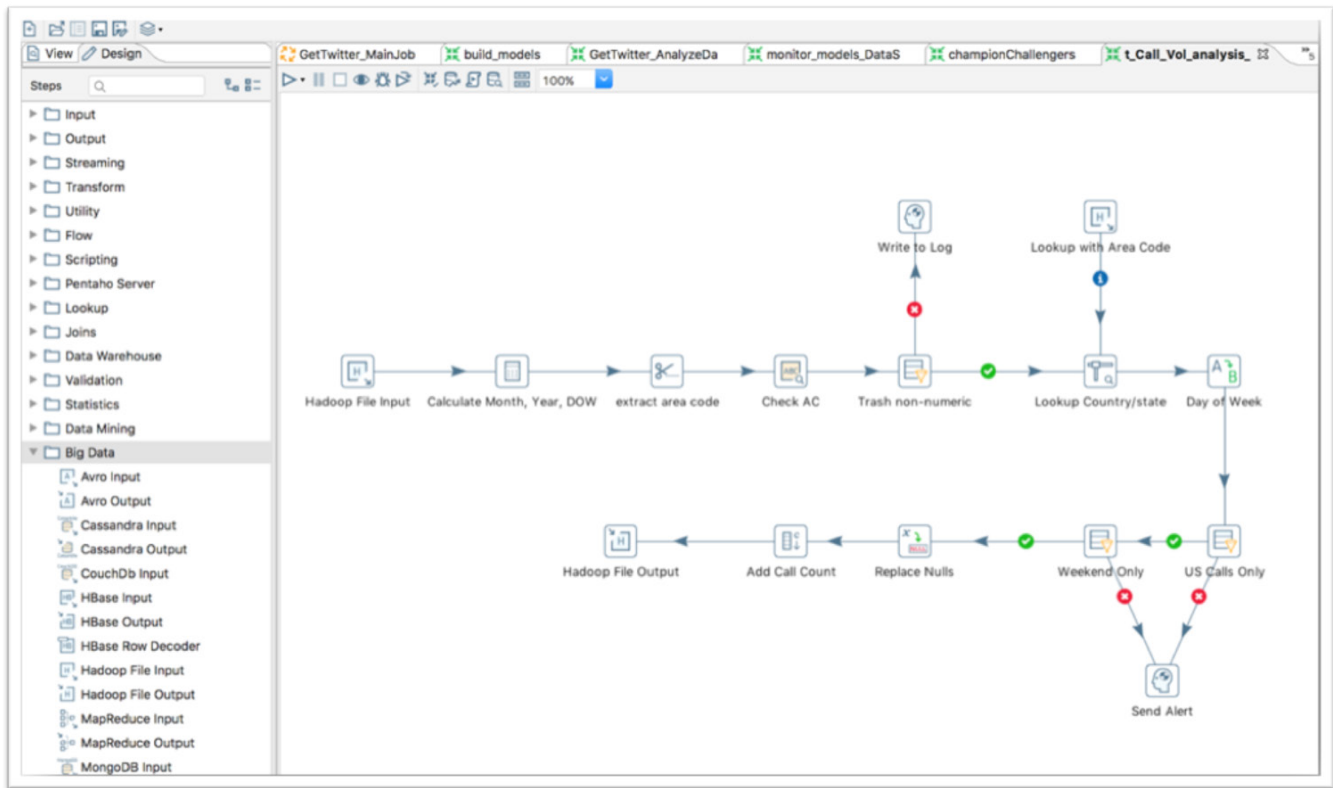 View Design
GetTwitter_MainJob build_models GetTwitter_AnalyzeDa monitor_models_DataS championChallengers t_Call_Vol_analysis_ »5
Steps
100%
Input
Output
Streaming
Transform
Utility
Flow
Scripting
Pentaho Server
Lookup
Joins
Data Warehouse
Validation
Statistics
Data Mining
Big Data
Avro Input
Avro Output
Cassandra Input
Cassandra Output
CouchDb Input
HBase Input
HBase Output
HBase Row Decoder
Hadoop File Input
Hadoop File Output
MapReduce Input
MapReduce Output
MongoDB Input
Write to Log Lookup with Area Code
Hadoop File Input Calculate Month, Year, DOW extract area code Check AC Trash non-numeric Lookup Country/state Day of Week
Hadoop File Output Add Call Count Replace Nulls Weekend Only US Calls Only
Send Alert